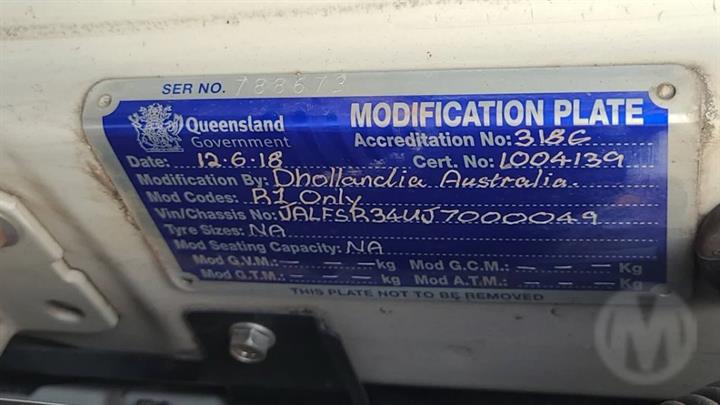 SER NO. 788673
Queensland Government
MODIFICATION PLATE
Accreditation No: 3186
Date: 12.6.18 Cert. No: L004139
Modification By: Dhollandia Australia.
Mod Codes: R1 Only
Vin/Chassis No: JALFSR34UJ7000049
Tyre Sizes: NA
Mod Seating Capacity: NA
Mod G.V.M.: - - - kg Mod G.C.M.: - - - Kg
Mod G.T.M.: - - - kg Mod A.T.M.: - - - Kg
THIS PLATE NOT TO BE REMOVED
M